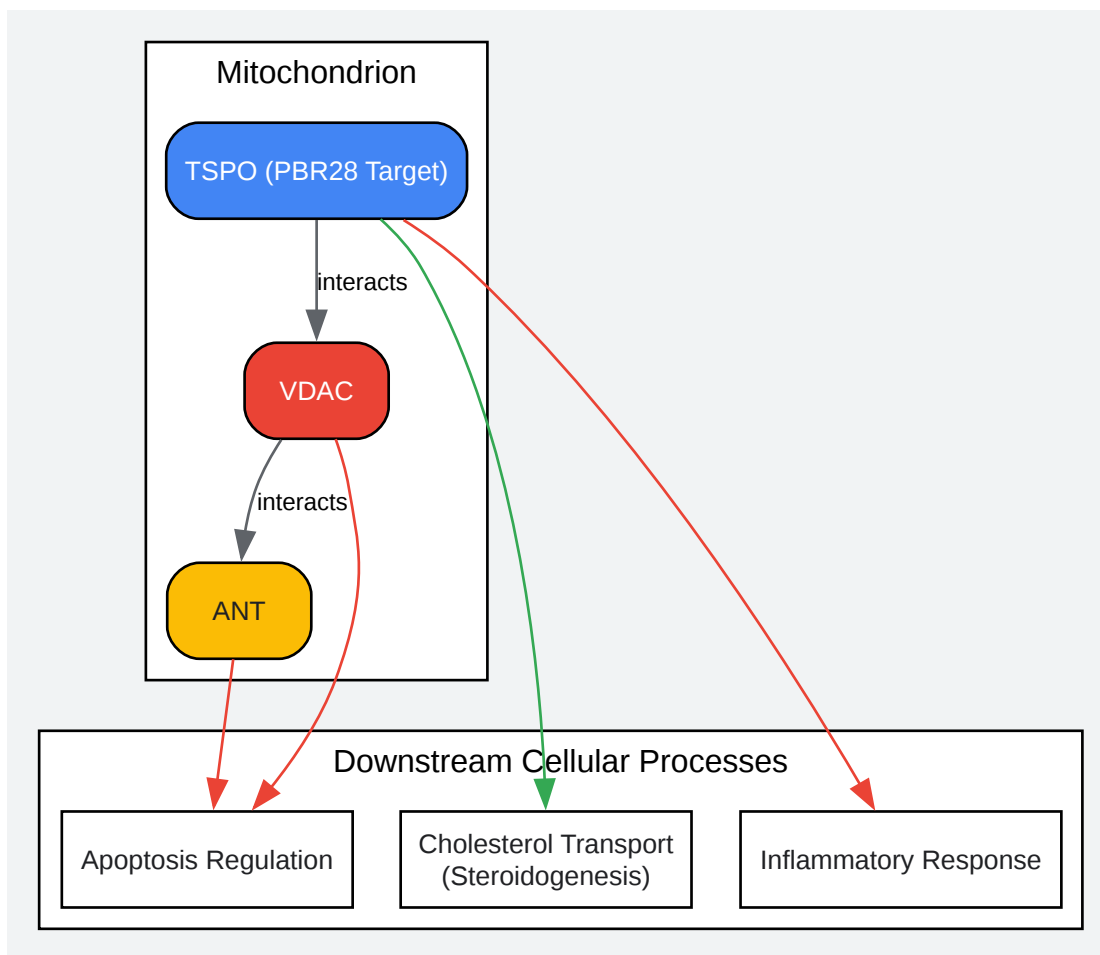 Mitochondrion
TSPO (PBR28 Target)
interacts
VDAC
interacts
ANT
Downstream Cellular Processes
Apoptosis Regulation
Cholesterol Transport
(Steroidogenesis)
Inflammatory Response